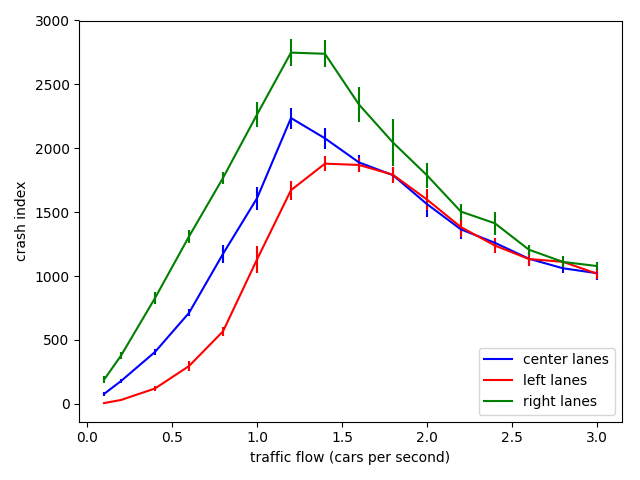 3000
2500
2000
1500
1000
500
0
crash index
0.0 0.5 1.0 1.5 2.0 2.5 3.0
traffic flow (cars per second)
center lanes
left lanes
right lanes